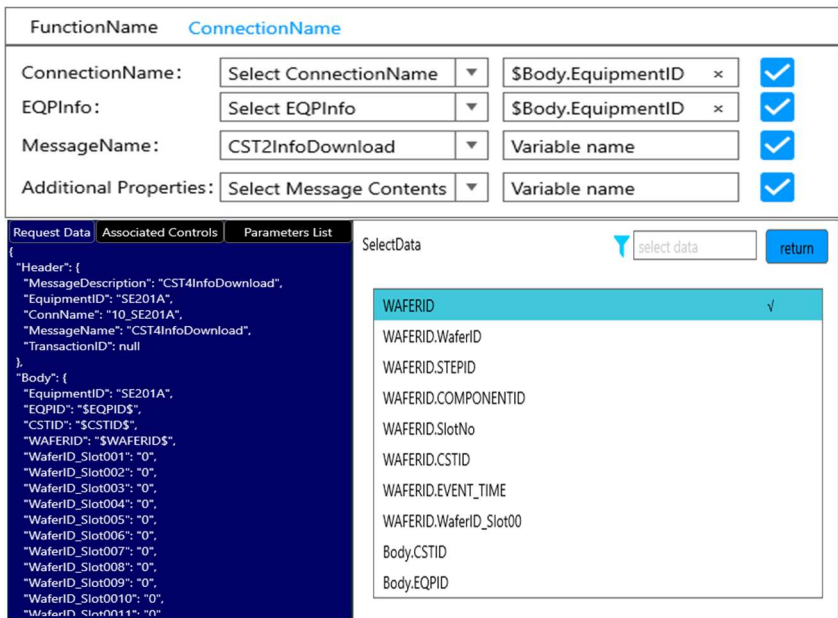 FunctionName ConnectionName
ConnectionName: Select ConnectionName $Body.EquipmentID ×
EQPInfo: Select EQPInfo $Body.EquipmentID ×
MessageName: CST2InfoDownload Variable name
Additional Properties: Select Message Contents Variable name
Request Data Associated Controls Parameters List
{
"Header": {
"MessageDescription": "CST4InfoDownload",
"EquipmentID": "SE201A",
"ConnName": "10_SE201A",
"MessageName": "CST4InfoDownload",
"TransactionID": null
},
"Body": {
"EquipmentID": "SE201A",
"EQPID": "$EQPID$",
"CSTID": "$CSTID$",
"WAFERID": "$WAFERID$",
"WaferID_Slot001": "0",
"WaferID_Slot002": "0",
"WaferID_Slot003": "0",
"WaferID_Slot004": "0",
"WaferID_Slot005": "0",
"WaferID_Slot006": "0",
"WaferID_Slot007": "0",
"WaferID_Slot008": "0",
"WaferID_Slot009": "0",
"WaferID_Slot0010": "0",
"WaferID_Slot0011": "0"
SelectData select data return
WAFERID √
WAFERID.WaferID
WAFERID.STEPID
WAFERID.COMPONENTID
WAFERID.SlotNo
WAFERID.CSTID
WAFERID.EVENT_TIME
WAFERID.WaferID_Slot00
Body.CSTID
Body.EQPID